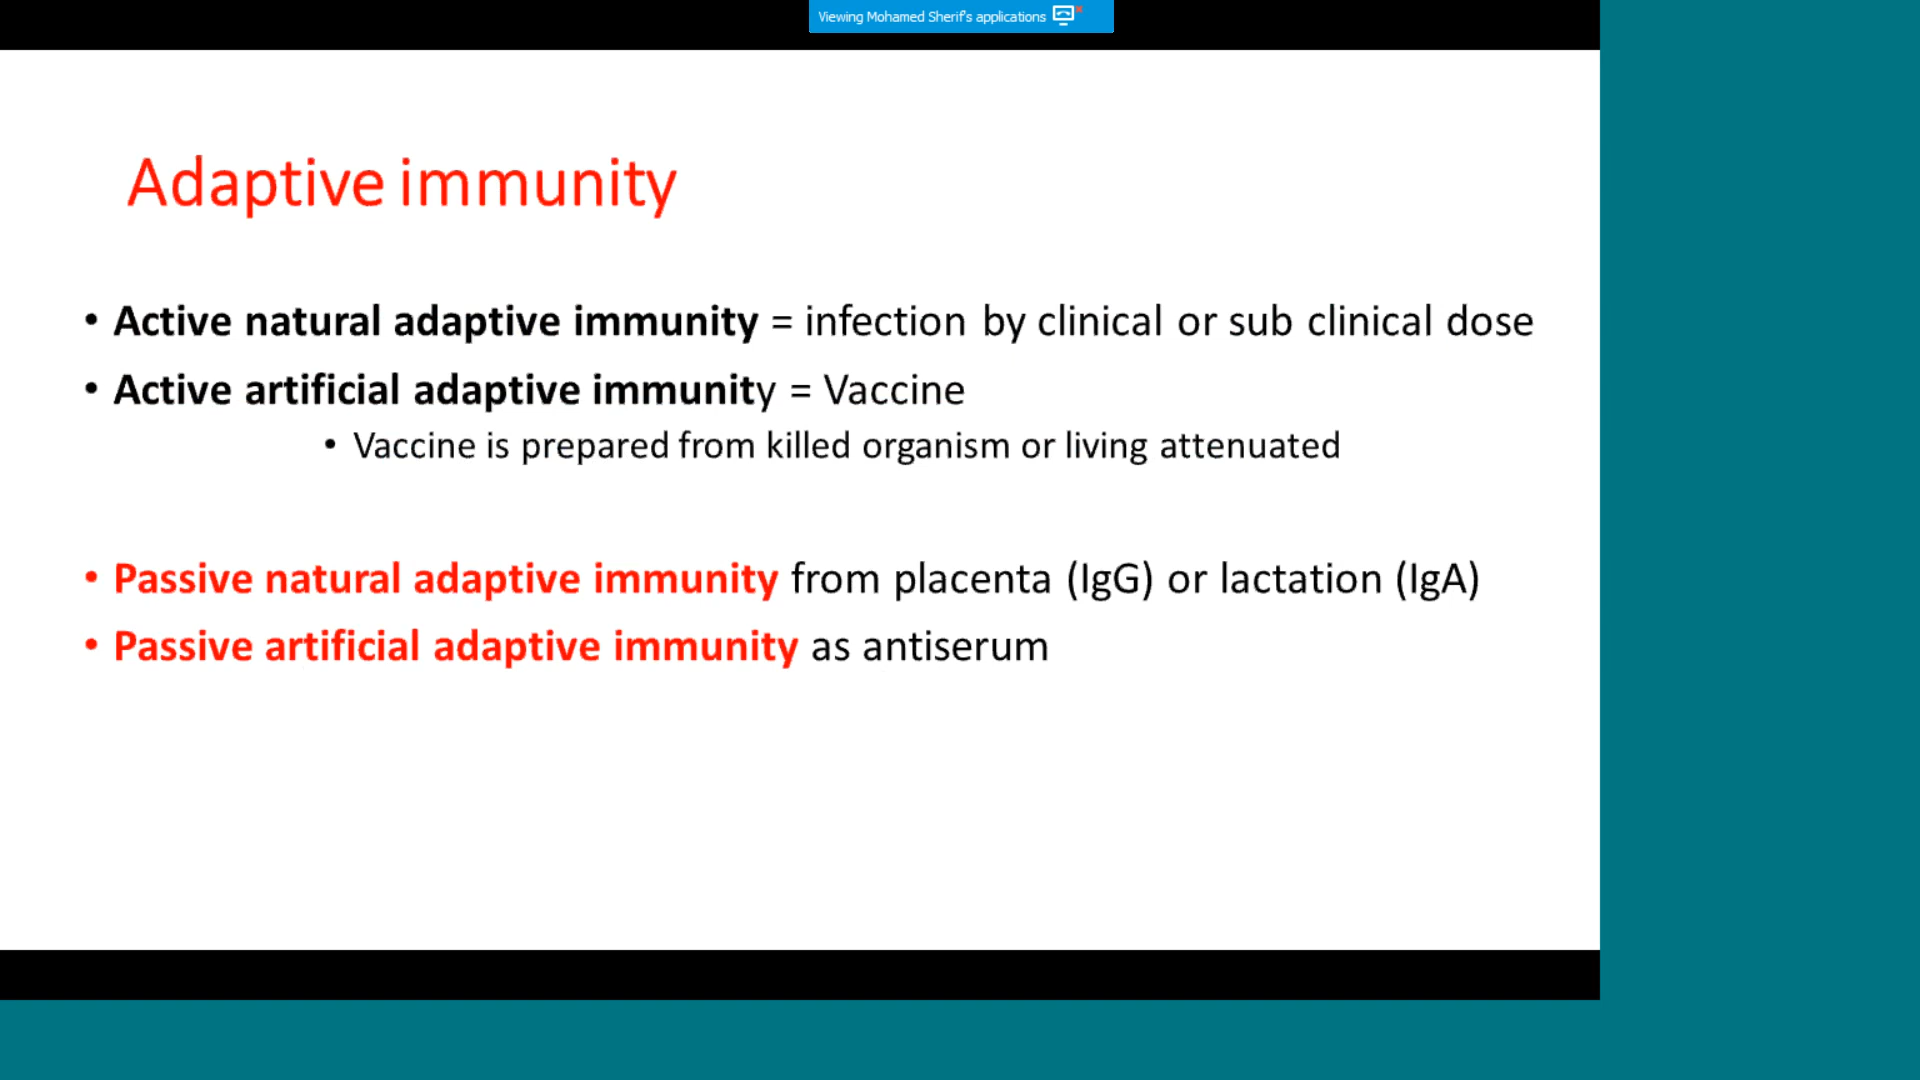 Viewing Mohamed Sherif's applications
Adaptive immunity
• Active natural adaptive immunity = infection by clinical or sub clinical dose
• Active artificial adaptive immunity = Vaccine
• Vaccine is prepared from killed organism or living attenuated
• Passive natural adaptive immunity from placenta (IgG) or lactation (IgA)
• Passive artificial adaptive immunity as antiserum